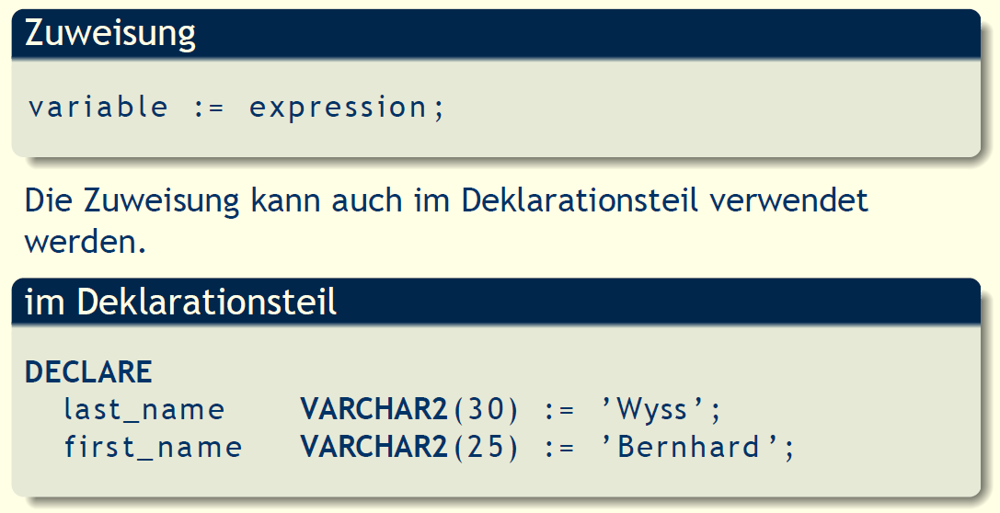 Zuweisung
variable := expression;
Die Zuweisung kann auch im Deklarationsteil verwendet
werden.
im Deklarationsteil
DECLARE
last_name VARCHAR2(30) := ’Wyss’;
first_name VARCHAR2(25) := ’Bernhard’;